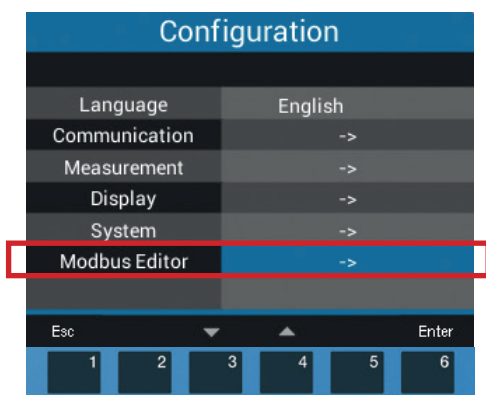 Configuration
Language English
Communication ->
Measurement ->
Display ->
System ->
Modbus Editor ->
Esc Enter
1 2 3 4 5 6